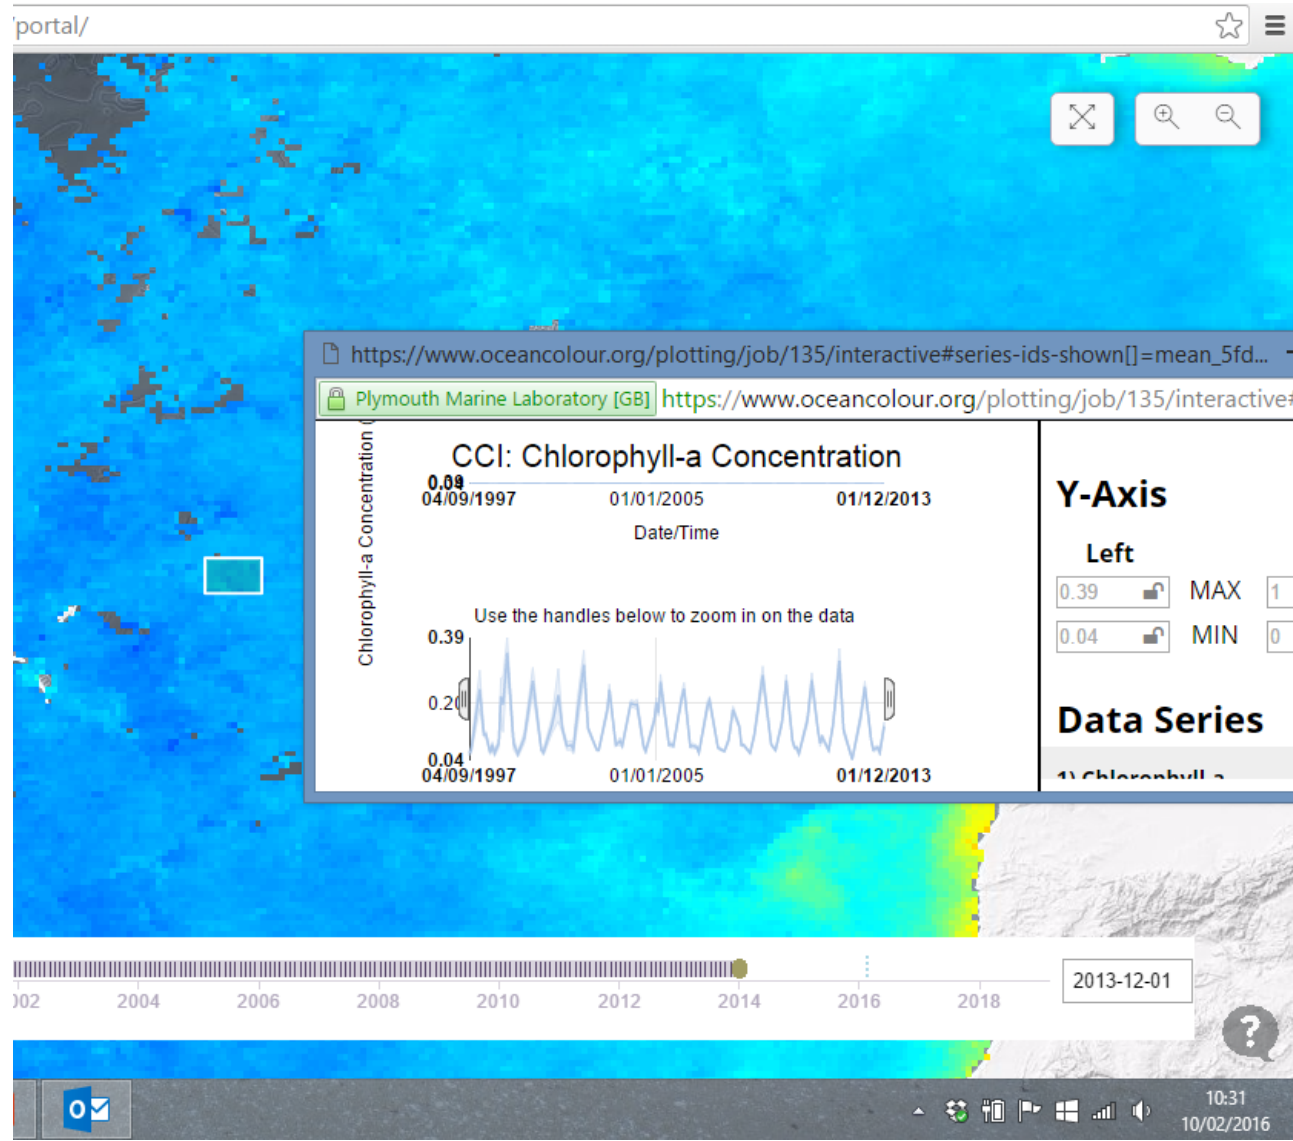 /portal/
https://www.oceancolour.org/plotting/job/135/interactive#series-ids-shown[]=mean_5fd...
Plymouth Marine Laboratory [GB] https://www.oceancolour.org/plotting/job/135/interactive#
CCI: Chlorophyll-a Concentration
Chlorophyll-a Concentration (
04/09/1997 01/01/2005 01/12/2013
Date/Time
Use the handles below to zoom in on the data
0.39
0.20
0.04
04/09/1997 01/01/2005 01/12/2013
Y-Axis
Left
0.39 MAX 1
0.04 MIN 0
Data Series
1) Chlorophyll-a
2004 2006 2008 2010 2012 2014 2016 2018
2013-12-01
?
10:31
10/02/2016